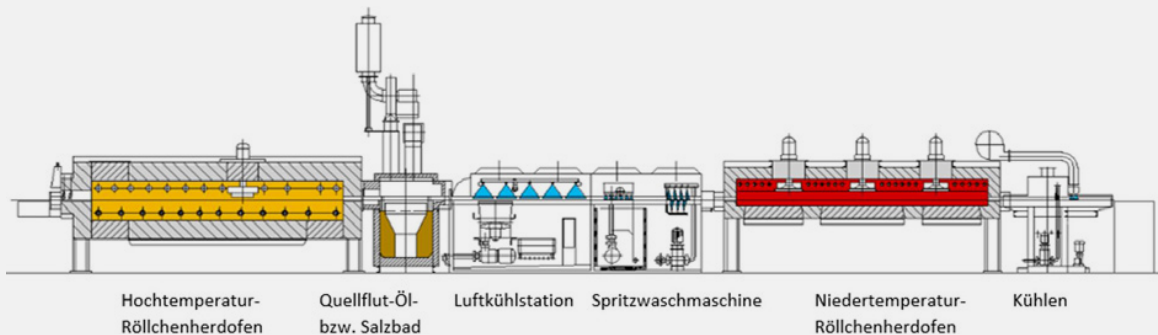 Hochtemperatur-
Röllchenherdofen
Quellflut-Öl-
bzw. Salzbad
Luftkühlstation
Spritzwaschmaschine
Niedertemperatur-
Röllchenherdofen
Kühlen